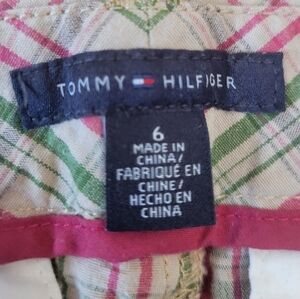 TOMMY HILFIGER
6
MADE IN
CHINA/
FABRIQUÉ EN
CHINE/
HECHO EN
CHINA